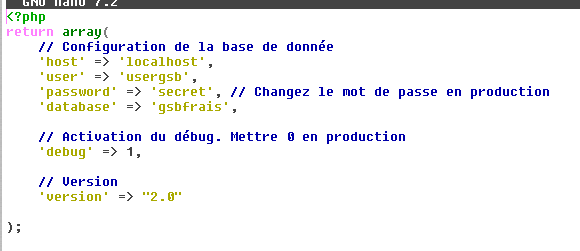 GNU nano 7.2
<?php
return array(
    // Configuration de la base de donnée
    'host' => 'localhost',
    'user' => 'usergsb',
    'password' => 'secret', // Changez le mot de passe en production
    'database' => 'gsbfrais',
    // Activation du débug. Mettre 0 en production
    'debug' => 1,
    // Version
    'version' => "2.0"
);